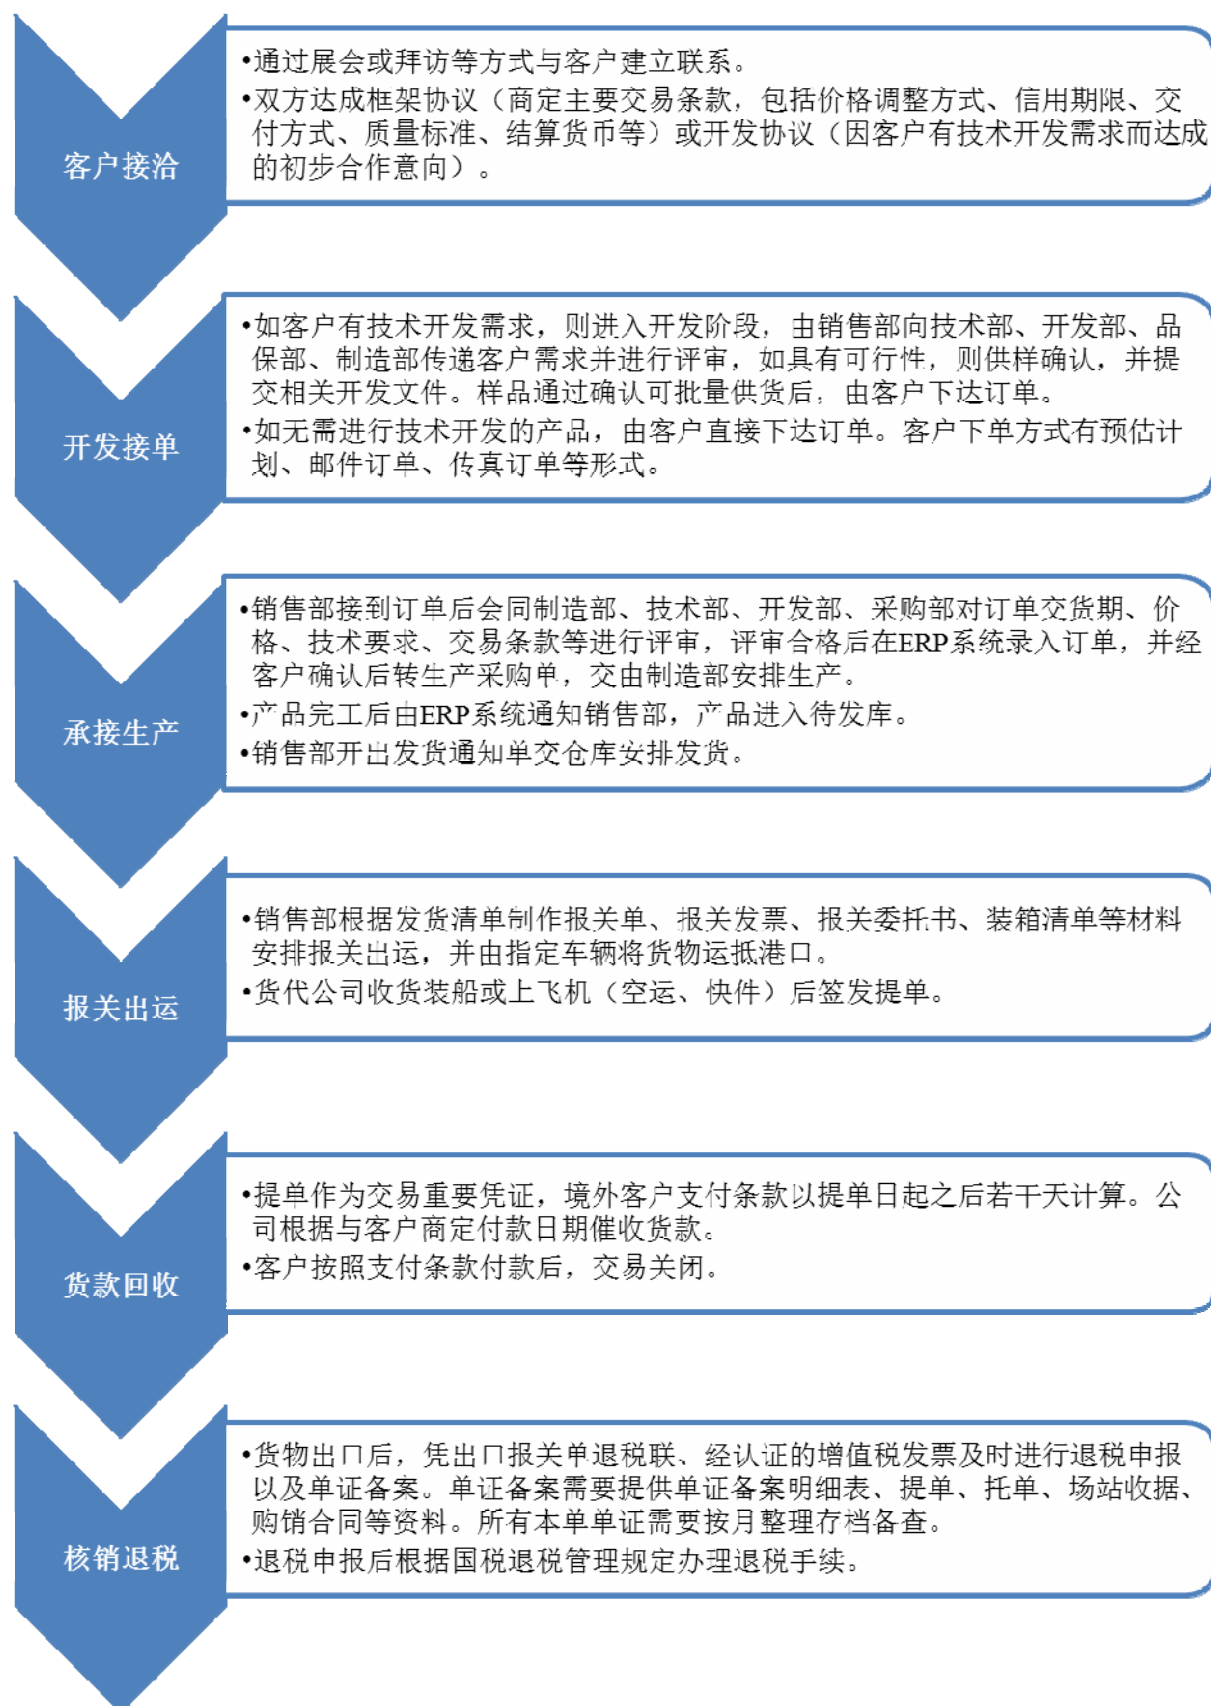 客户接洽
•通过展会或拜访等方式与客户建立联系。
•双方达成框架协议（商定主要交易条款，包括价格调整方式、信用期限、交
付方式、质量标准、结算货币等）或开发协议（因客户有技术开发需求而达成
的初步合作意向）。
开发接单
•如客户有技术开发需求，则进入开发阶段，由销售部向技术部、开发部、品
保部、制造部传递客户需求并进行评审，如具有可行性，则供样确认，并提
交相关开发文件。样品通过确认可批量供货后，由客户下达订单。
•如无需进行技术开发的产品，由客户直接下达订单。客户下单方式有预估计
划、邮件订单、传真订单等形式。
承接生产
•销售部接到订单后会同制造部、技术部、开发部、采购部对订单交货期、价
格、技术要求、交易条款等进行评审，评审合格后在ERP系统录入订单，并经
客户确认后转生产采购单，交由制造部安排生产。
•产品完工后由ERP系统通知销售部，产品进入待发库。
•销售部开出发货通知单交仓库安排发货。
报关出运
•销售部根据发货清单制作报关单、报关发票、报关委托书、装箱清单等材料
安排报关出运，并由指定车辆将货物运抵港口。
•货代公司收货装船或上飞机（空运、快件）后签发提单。
货款回收
•提单作为交易重要凭证，境外客户支付条款以提单日起之后若干天计算。公
司根据与客户商定付款日期催收货款。
•客户按照支付条款付款后，交易关闭。
核销退税
•货物出口后，凭出口报关单退税联、经认证的增值税发票及时进行退税申报
以及单证备案。单证备案需要提供单证备案明细表、提单、托单、场站收据、
购销合同等资料。所有本单单证需要按月整理存档备查。
•退税申报后根据国税退税管理规定办理退税手续。